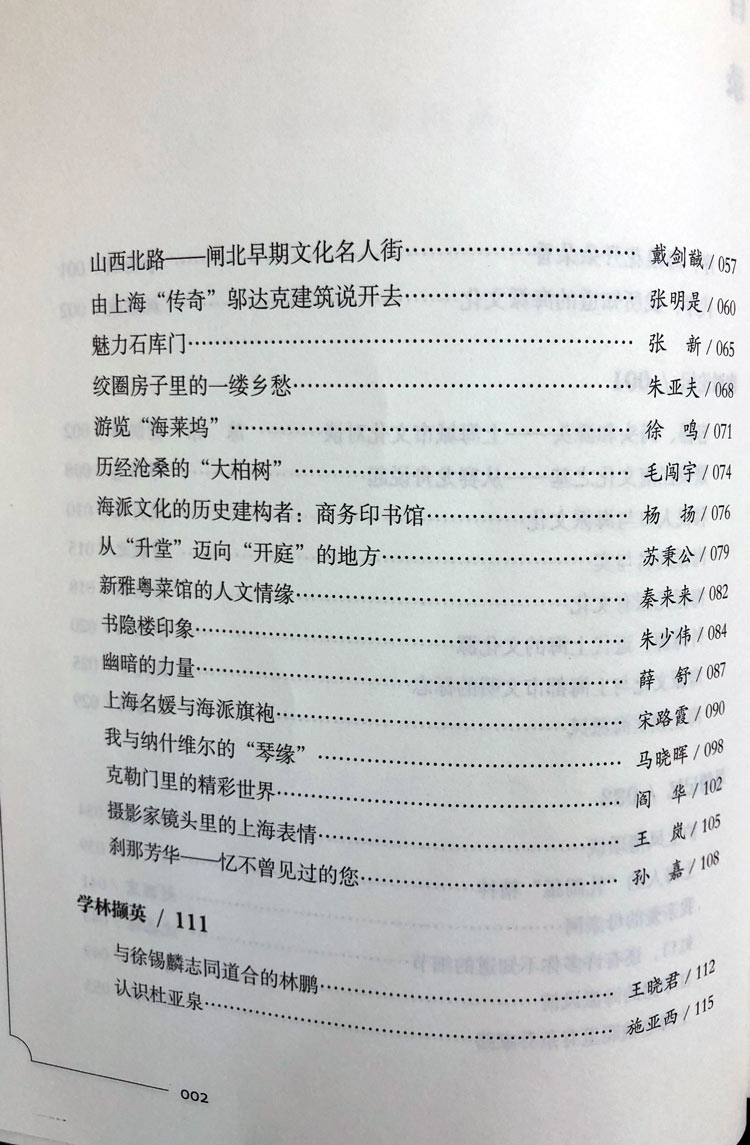 山西北路——闸北早期文化名人街……戴剑戬/057
由上海“传奇”邬达克建筑说开去……张明是/060
魅力石库门……张 新/065
绞圈房子里的一缕乡愁……朱亚夫/068
游览“海莱坞”……徐 鸣/071
历经沧桑的“大柏树”……毛闯宇/074
海派文化的历史建构者：商务印书馆……杨 扬/076
从“升堂”迈向“开庭”的地方……苏秉公/079
新雅粤菜馆的人文情缘……秦来来/082
书隐楼印象……朱少伟/084
幽暗的力量……薛 舒/087
上海名媛与海派旗袍……宋路霞/090
我与纳什维尔的“琴缘”……马晓晖/098
克勒门里的精彩世界……阎 华/102
摄影家镜头里的上海表情……王 岚/105
刹那芳华——忆不曾见过的您……孙 嘉/108
学林撷英 / 111
与徐锡麟志同道合的林鹏……王晓君/112
认识杜亚泉……施亚西/115
002